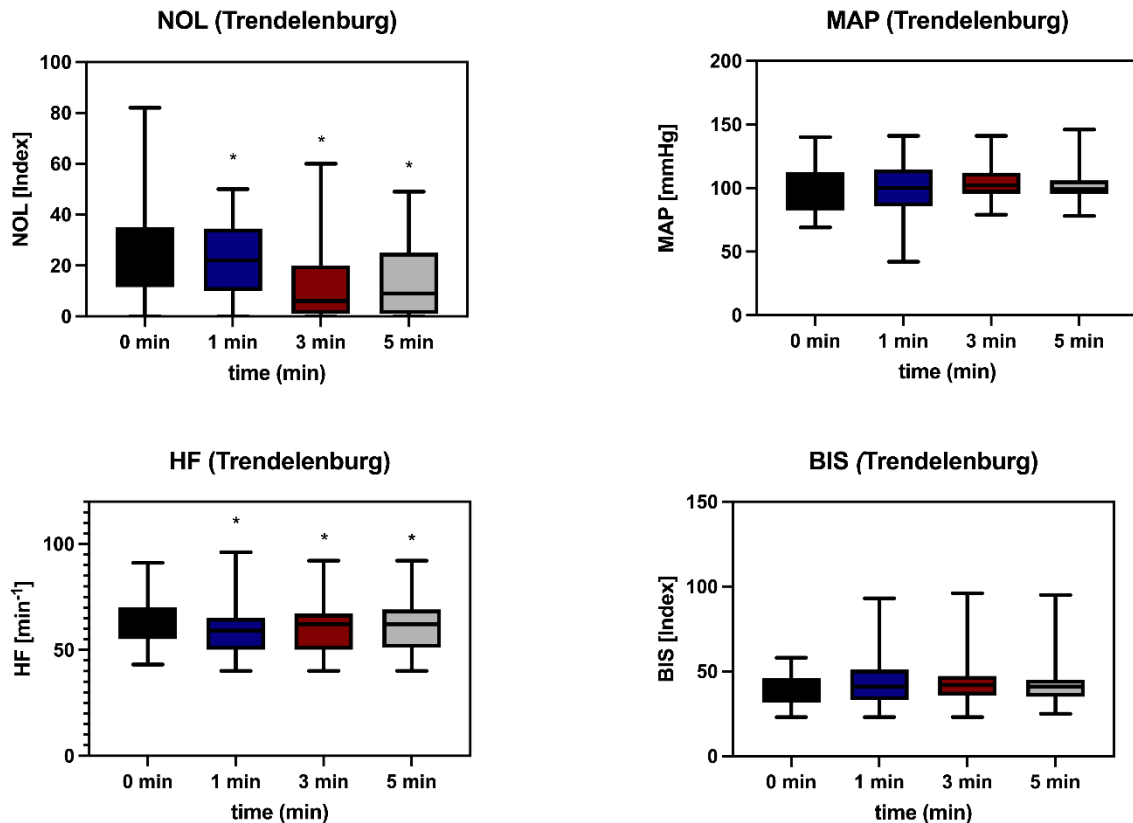 NOL (Trendelenburg)
100
80
60
40
20
0
NOL [Index]
*
*
*
0 min 1 min 3 min 5 min
time (min)
MAP (Trendelenburg)
200
150
100
50
0
MAP [mmHg]
0 min 1 min 3 min 5 min
time (min)
HF (Trendelenburg)
100
50
0
HF [min⁻¹]
*
*
*
0 min 1 min 3 min 5 min
time (min)
BIS (Trendelenburg)
150
100
50
0
BIS [Index]
0 min 1 min 3 min 5 min
time (min)